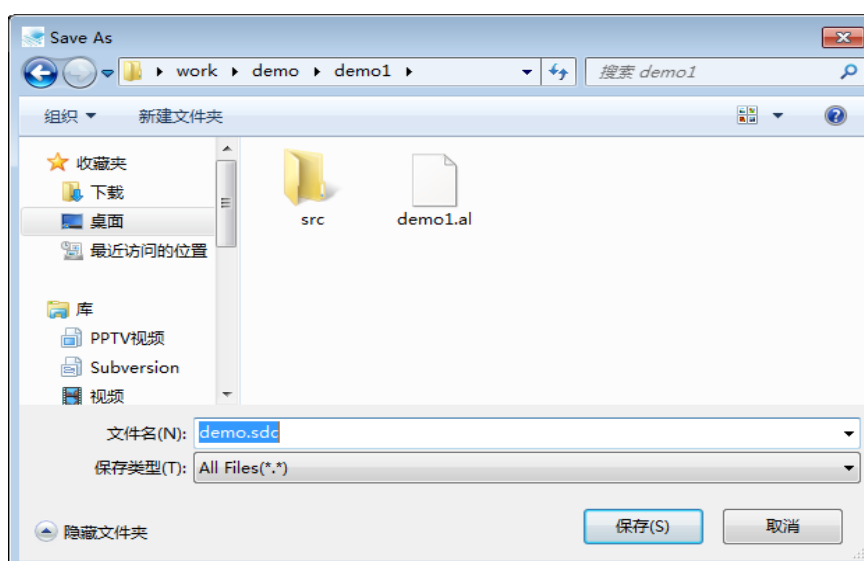 Save As
work demo demo1
搜索 demo1
组织 新建文件夹
收藏夹
下载
桌面
最近访问的位置
库
PPTV视频
Subversion
视频
src
demo1.al
文件名(N): demo.sdc
保存类型(T): All Files(*.*)
隐藏文件夹
保存(S)
取消